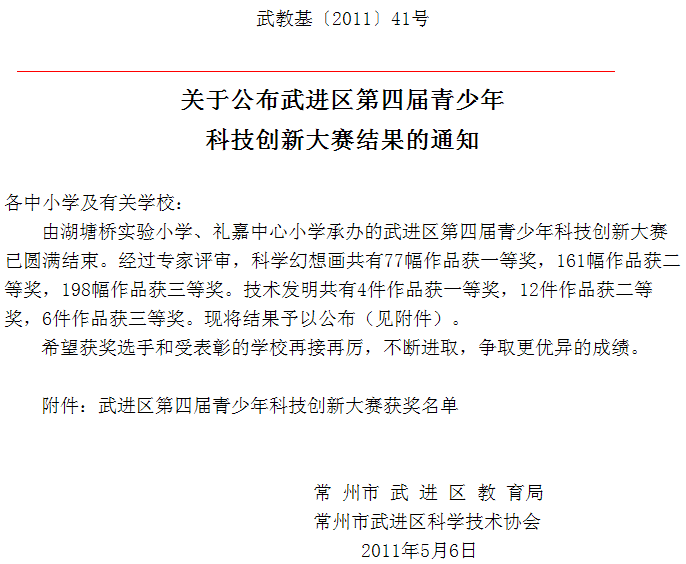 武教基〔2011〕41号
关于公布武进区第四届青少年
科技创新大赛结果的通知
各中小学及有关学校：
由湖塘桥实验小学、礼嘉中心小学承办的武进区第四届青少年科技创新大赛
已圆满结束。经过专家评审，科学幻想画共有77幅作品获一等奖，161幅作品获二
等奖，198幅作品获三等奖。技术发明共有4件作品获一等奖，12件作品获二等
奖，6件作品获三等奖。现将结果予以公布（见附件）。
希望获奖选手和受表彰的学校再接再厉，不断进取，争取更优异的成绩。
附件：武进区第四届青少年科技创新大赛获奖名单
常 州市 武 进 区 教 育局
常州市武进区科学技术协会
2011年5月6日